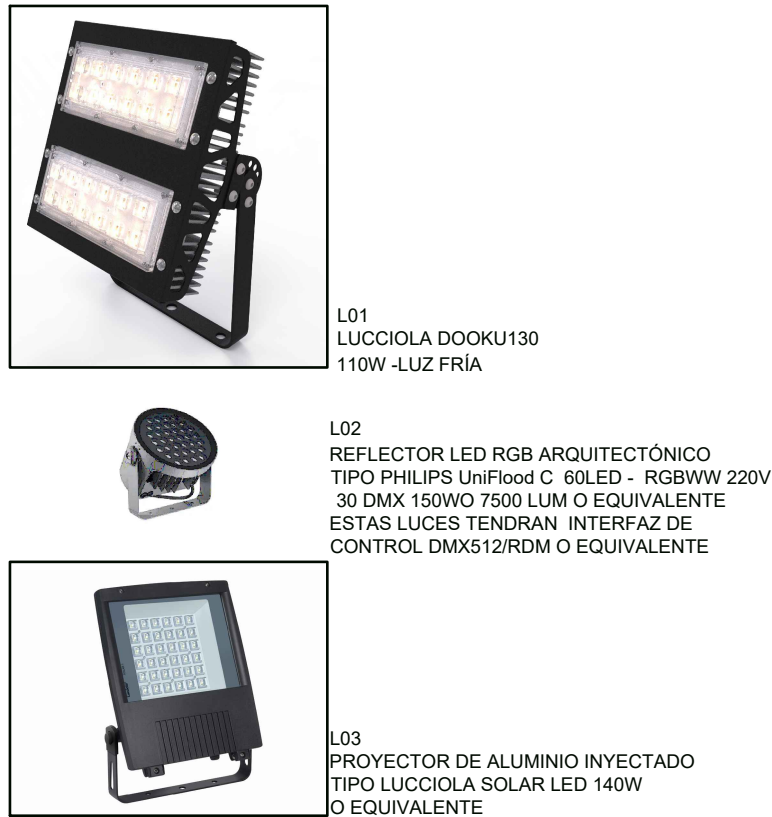 L01
LUCCIOLA DOOKU130
110W -LUZ FRÍA
L02
REFLECTOR LED RGB ARQUITECTÓNICO
TIPO PHILIPS UniFlood C 60LED - RGBWW 220V
30 DMX 150WO 7500 LUM O EQUIVALENTE
ESTAS LUCES TENDRAN INTERFAZ DE
CONTROL DMX512/RDM O EQUIVALENTE
L03
PROYECTOR DE ALUMINIO INYECTADO
TIPO LUCCIOLA SOLAR LED 140W
O EQUIVALENTE